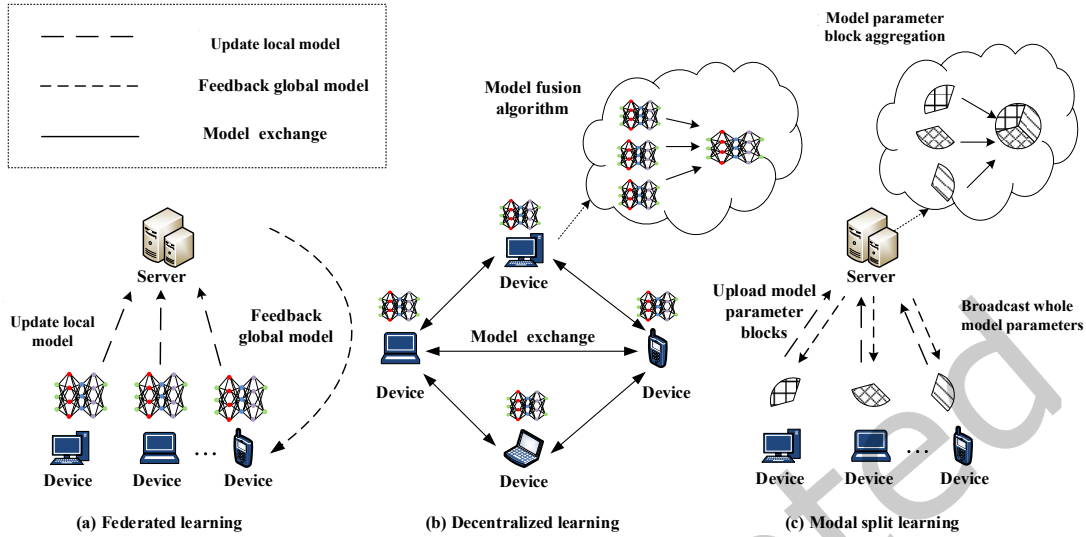 Update local model
Feedback global model
Model exchange
Server
Update local
model
Feedback
global model
Device
Device
...
Device
(a) Federated learning
Model fusion
algorithm
Device
Device
Model exchange
Device
Device
(b) Decentralized learning
Model parameter
block aggregation
Server
Upload model
parameter
blocks
Broadcast whole
model parameters
Device
Device
...
Device
(c) Modal split learning
ted